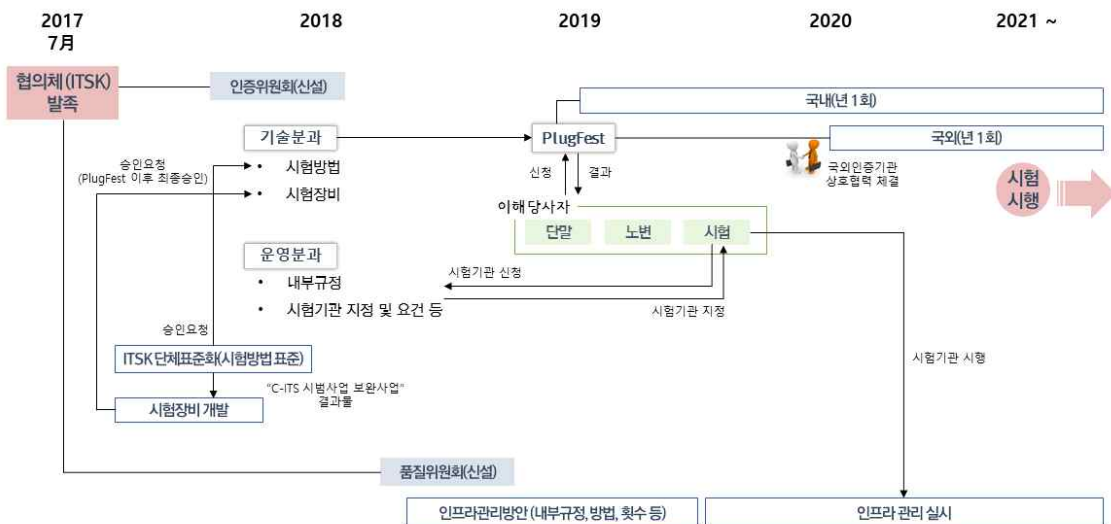 2017
7月
2018
2019
2020
2021 ~
협의체(ITSK)
발족
인증위원회(신설)
국내(년 1회)
기술분과
PlugFest
국외(년 1회)
승인요청
(PlugFest 이후 최종승인)
• 시험방법
• 시험장비
신청
결과
국외인증기관
상호협력 체결
시험
시행
이해당사자
단말
노변
시험
운영분과
• 내부규정
• 시험기관 지정 및 요건 등
시험기관 신청
시험기관 지정
승인요청
ITSK 단체표준화(시험방법 표준)
시험기관 시행
"C-ITS 시범사업 보완사업"
결과물
시험장비 개발
품질위원회(신설)
인프라관리방안 (내부규정, 방법, 횟수 등)
인프라 관리 실시